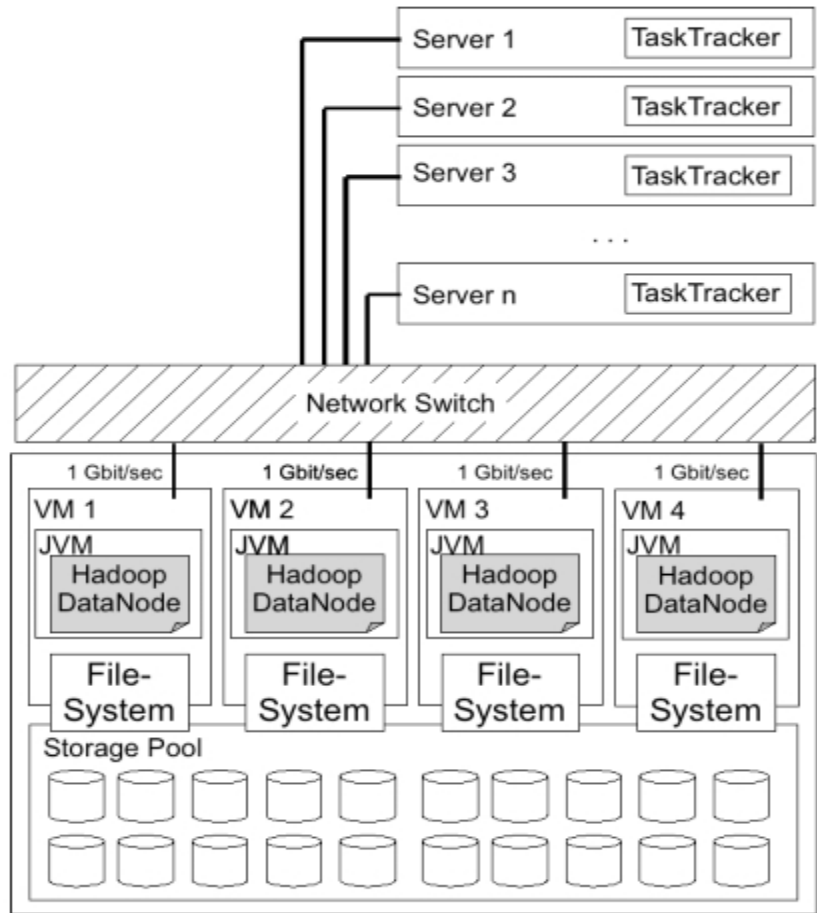 Server 1
TaskTracker
Server 2
TaskTracker
Server 3
TaskTracker
. . .
Server n
TaskTracker
Network Switch
1 Gbit/sec
1 Gbit/sec
1 Gbit/sec
1 Gbit/sec
VM 1
JVM
Hadoop
DataNode
File-
System
VM 2
JVM
Hadoop
DataNode
File-
System
VM 3
JVM
Hadoop
DataNode
File-
System
VM 4
JVM
Hadoop
DataNode
File-
System
Storage Pool